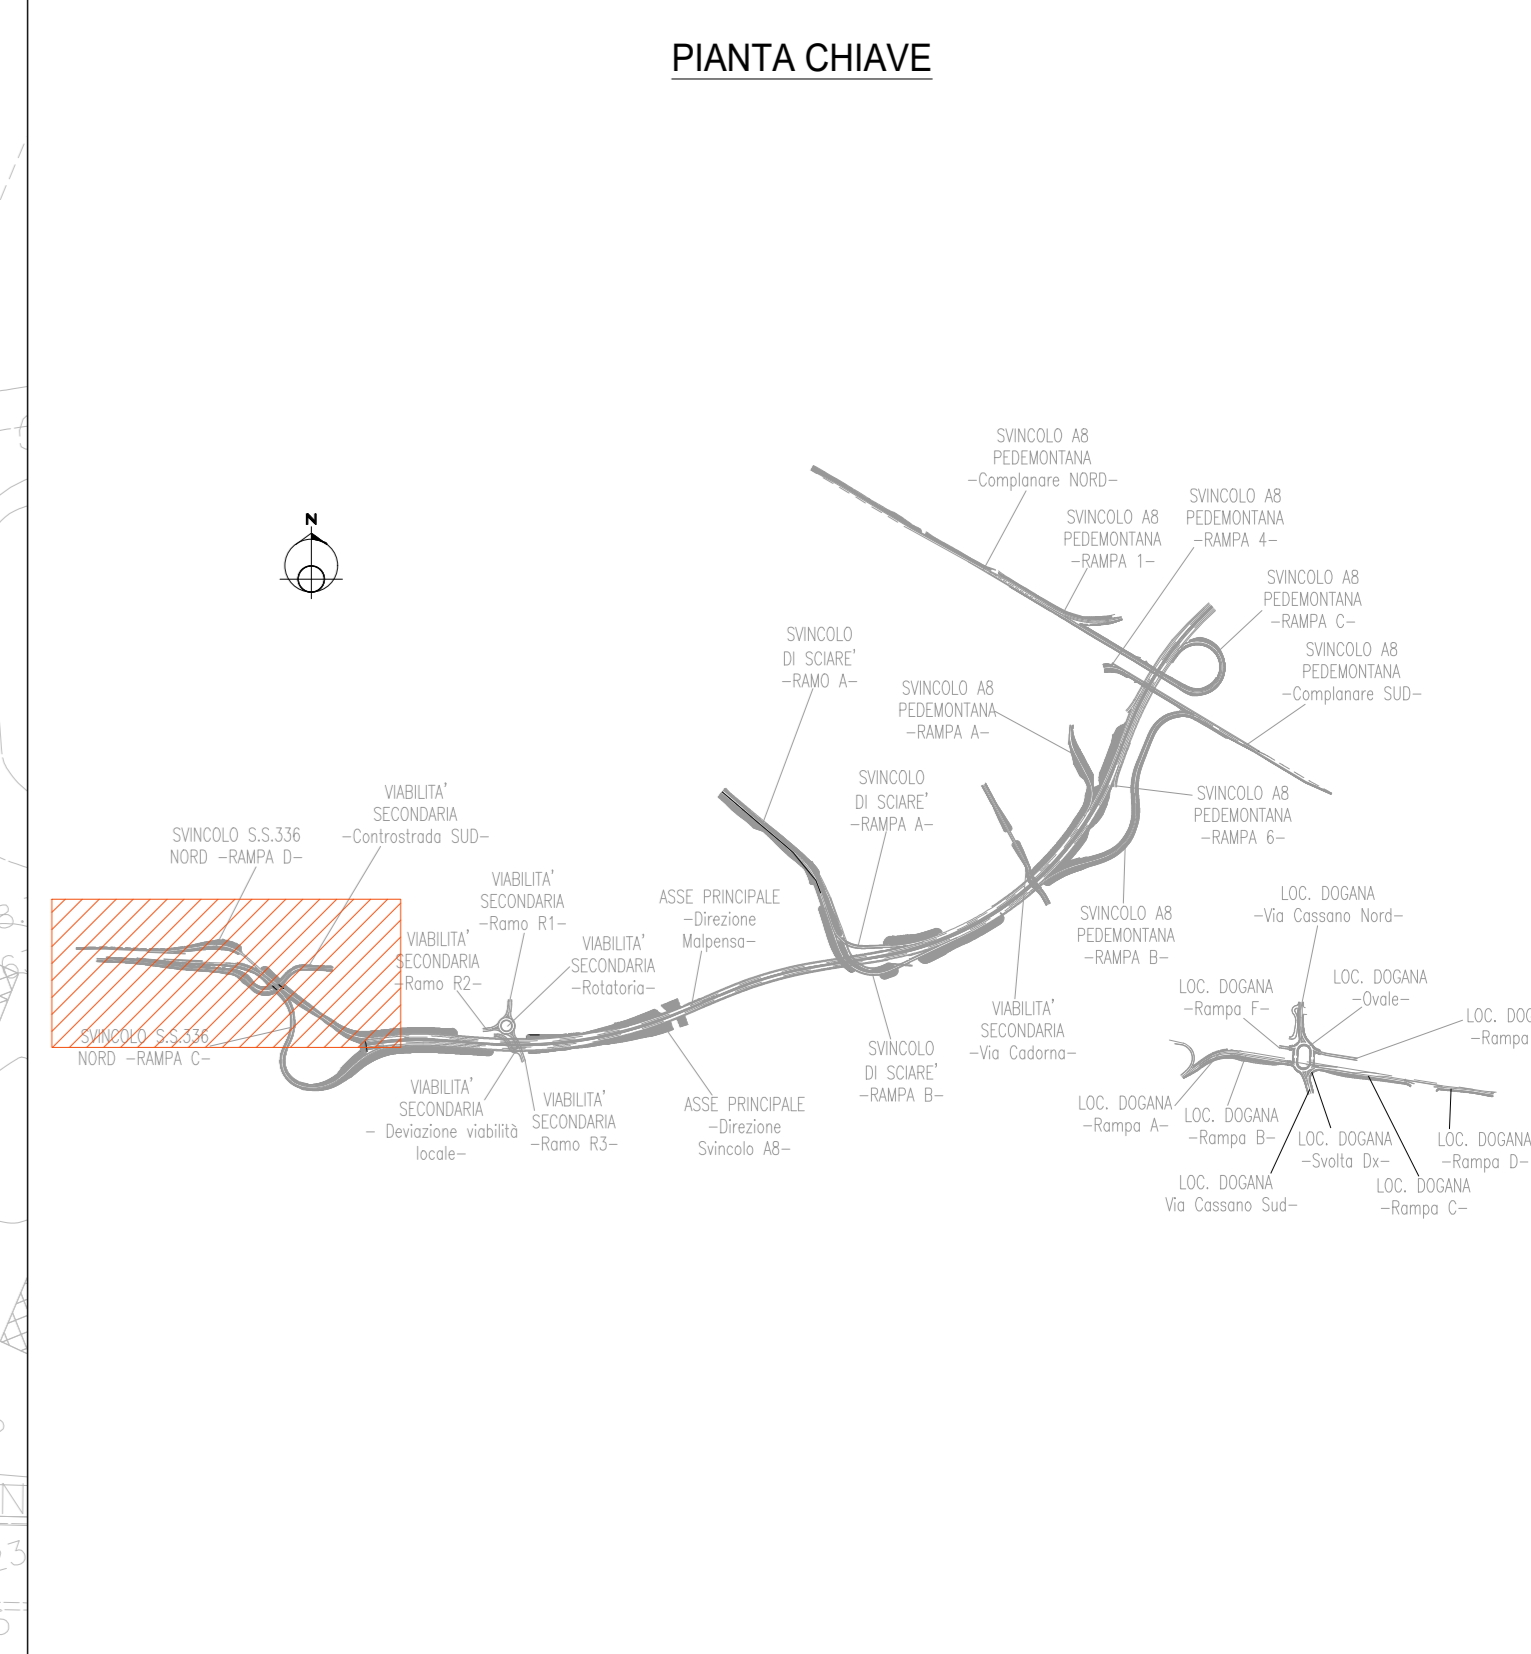 PIANTA CHIAVE
N
SVINCOLO A8
PEDEMONTANA
-Complanare NORD-
SVINCOLO A8
PEDEMONTANA
-RAMPA 4-
SVINCOLO A8
PEDEMONTANA
-RAMPA 1-
SVINCOLO A8
PEDEMONTANA
-RAMPA C-
SVINCOLO
DI SCIARE'
-RAMO A-
SVINCOLO A8
PEDEMONTANA
-Complanare SUD-
SVINCOLO A8
PEDEMONTANA
-RAMPA A-
SVINCOLO
DI SCIARE'
-RAMPA A-
SVINCOLO A8
PEDEMONTANA
-RAMPA 6-
VIABILITA'
SECONDARIA
-Controstrada SUD-
SVINCOLO S.S.336
NORD -RAMPA D-
VIABILITA'
SECONDARIA
-Ramo R1-
ASSE PRINCIPALE
-Direzione
Malpensa-
VIABILITA'
SECONDARIA
-Ramo R2-
VIABILITA'
SECONDARIA
-Rotatoria-
SVINCOLO A8
PEDEMONTANA
-RAMPA B-
LOC. DOGANA
-Via Cassano Nord-
LOC. DOGANA
-Rampa F-
LOC. DOGANA
-Ovale-
LOC. DOG
-Rampa
SVINCOLO S.S.336
NORD -RAMPA C-
VIABILITA'
SECONDARIA
-Via Cadorna-
SVINCOLO
DI SCIARE'
-RAMPA B-
VIABILITA'
SECONDARIA
- Deviazione viabilità
locale-
VIABILITA'
SECONDARIA
-Ramo R3-
ASSE PRINCIPALE
-Direzione
Svincolo A8-
LOC. DOGANA
-Rampa A-
LOC. DOGANA
-Rampa B-
LOC. DOGANA
-Svolta Dx-
LOC. DOGANA
-Rampa D-
LOC. DOGANA
Via Cassano Sud-
LOC. DOGANA
-Rampa C-